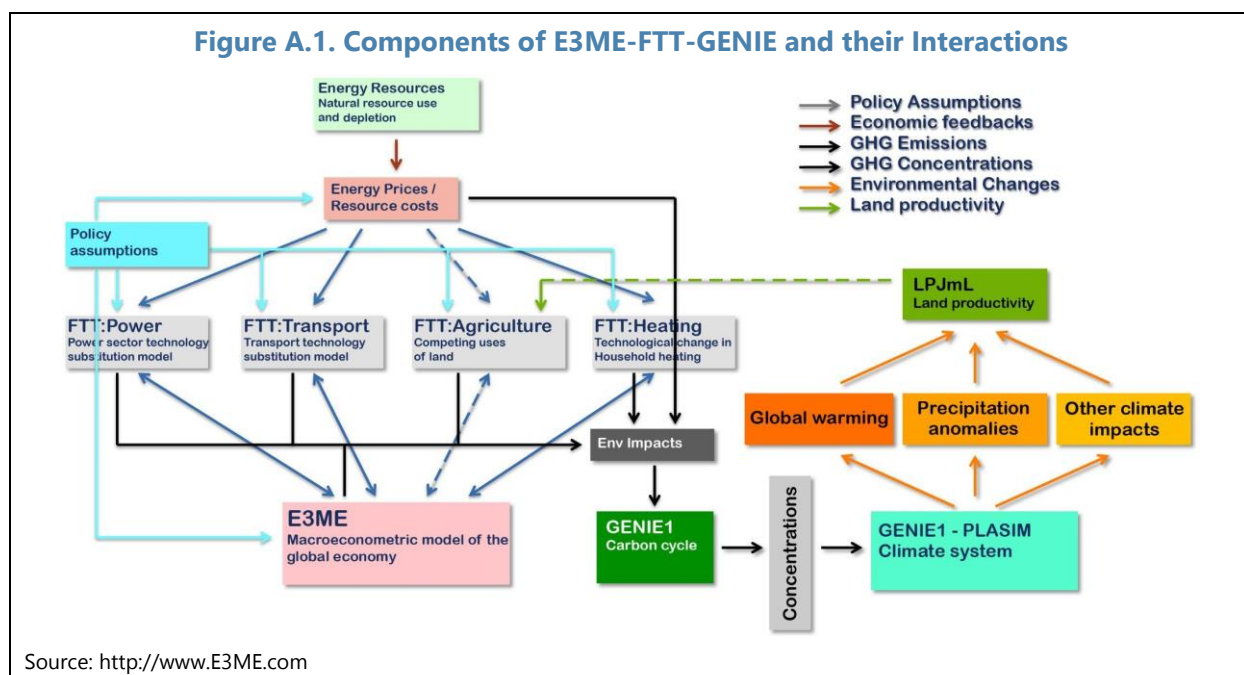 Figure A.1. Components of E3ME-FTT-GENIE and their Interactions
Energy Resources
Natural resource use
and depletion
Policy Assumptions
Economic feedbacks
GHG Emissions
GHG Concentrations
Environmental Changes
Land productivity
Energy Prices /
Resource costs
Policy
assumptions
LPJmL
Land productivity
FTT:Power
Power sector technology
substitution model
FTT:Transport
Transport technology
substitution model
FTT:Agriculture
Competing uses
of land
FTT:Heating
Technological change in
Household heating
Global warming
Precipitation
anomalies
Other climate
impacts
Env Impacts
E3ME
Macroeconometric model of the
global economy
GENIE1
Carbon cycle
Concentrations
GENIE1 - PLASIM
Climate system
Source: http://www.E3ME.com